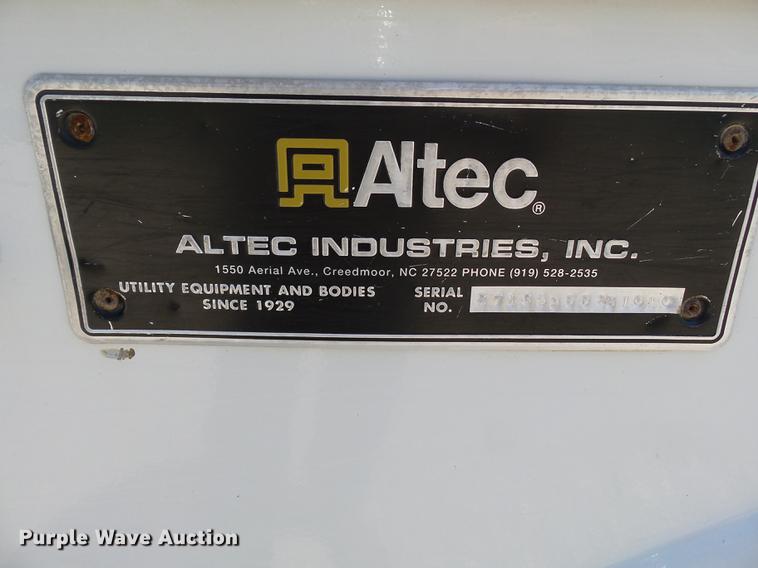 Altec®
ALTEC INDUSTRIES, INC.
1550 Aerial Ave., Creedmoor, NC 27522 PHONE (919) 528-2535
UTILITY EQUIPMENT AND BODIES
SINCE 1929
SERIAL
NO.
Purple Wave Auction